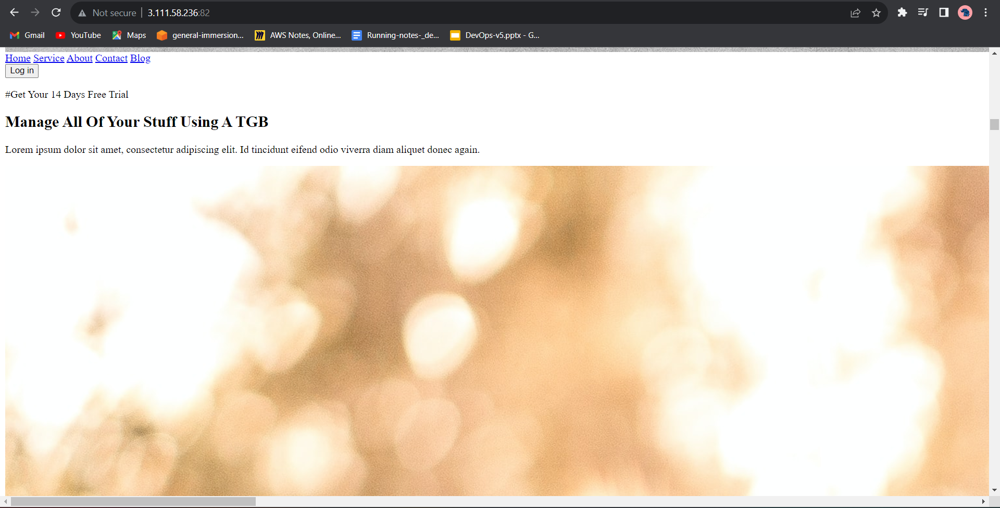 Not secure
3.111.58.236:82
Gmail
YouTube
Maps
general-immersion...
AWS Notes, Online...
Running-notes-_de...
DevOps-v5.pptx - G...
Home Service About Contact Blog
Log in
#Get Your 14 Days Free Trial
Manage All Of Your Stuff Using A TGB
Lorem ipsum dolor sit amet, consectetur adipiscing elit. Id tincidunt eifend odio viverra diam aliquet donec again.